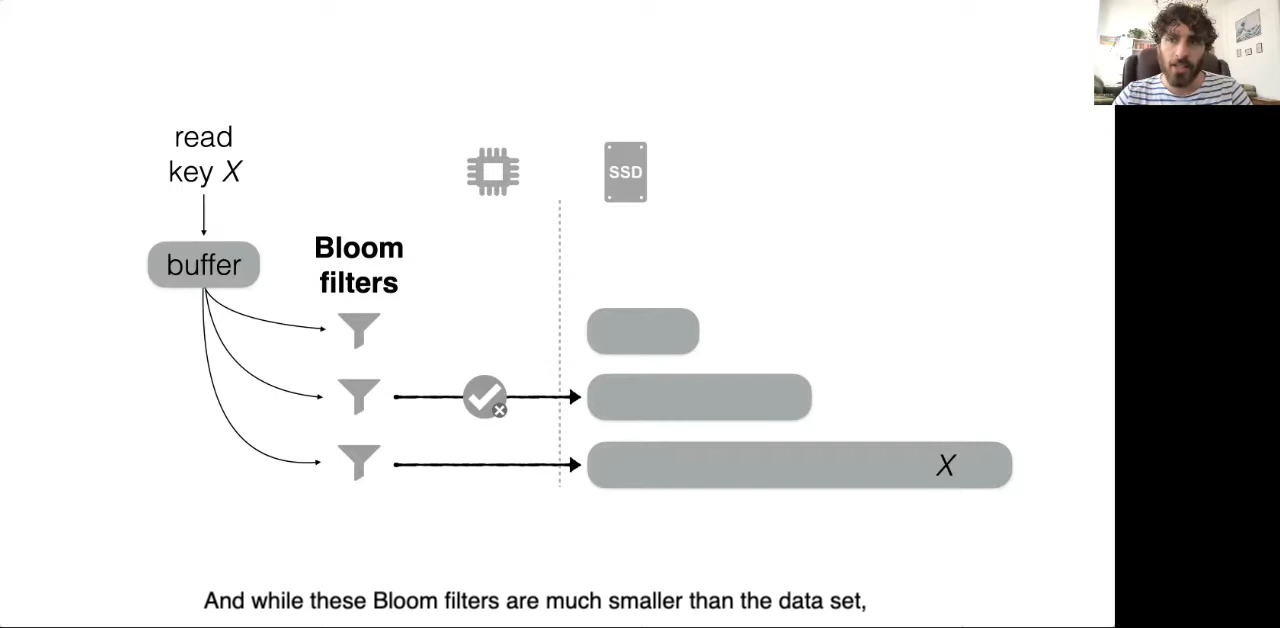 read
key X
SSD
buffer
Bloom
filters
X
And while these Bloom filters are much smaller than the data set,